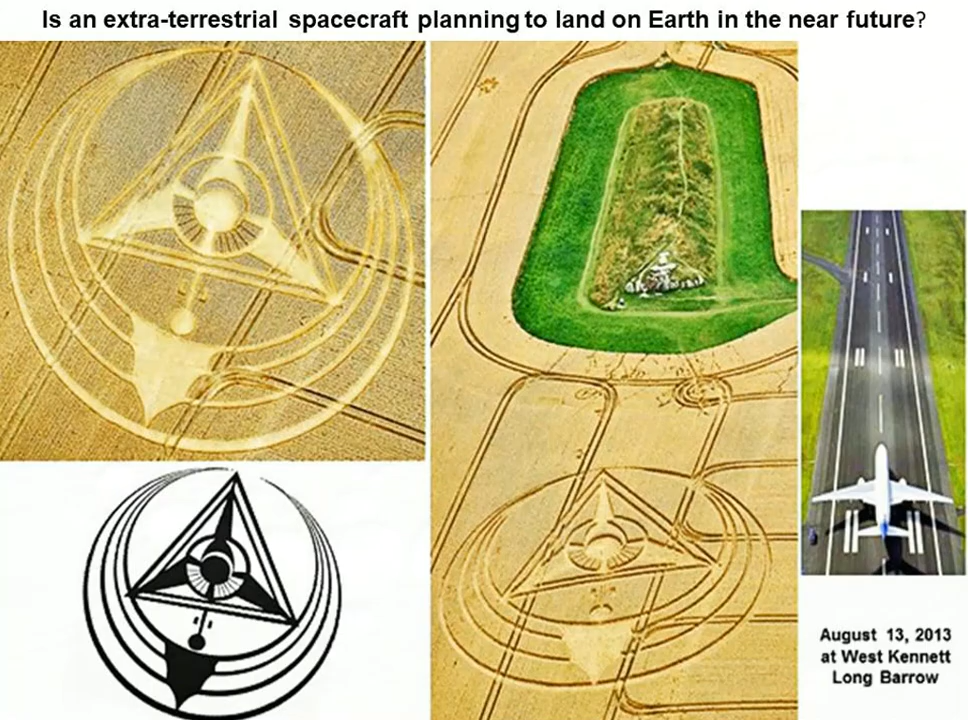 Is an extra-terrestrial spacecraft planning to land on Earth in the near future?
August 13, 2013
at West Kennett
Long Barrow